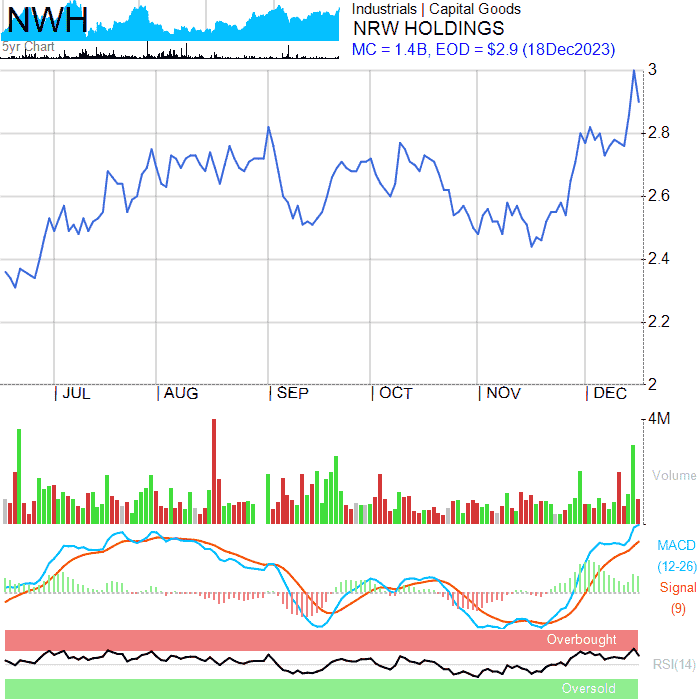 NWH
5yr Chart
Industrials | Capital Goods
NRW HOLDINGS
MC = 1.4B, EOD = $2.9 (18Dec2023)
3
2.8
2.6
2.4
2.2
2
JUL
AUG
SEP
OCT
NOV
DEC
4M
Volume
MACD
(12-26)
Signal
(9)
Overbought
RSI(14)
Oversold